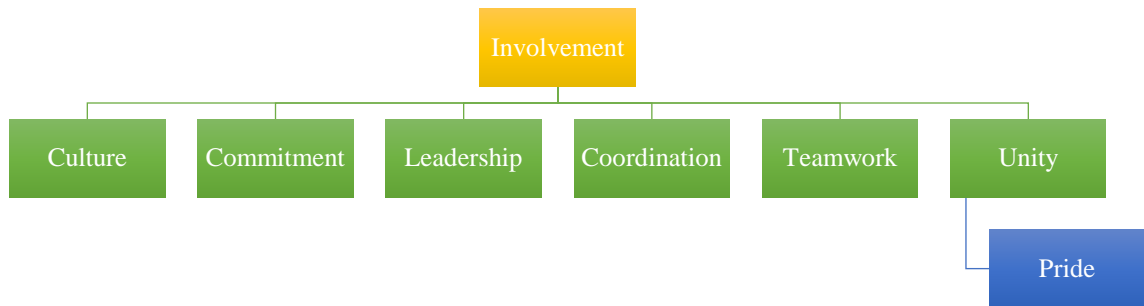 Involvement
Culture
Commitment
Leadership
Coordination
Teamwork
Unity
Pride